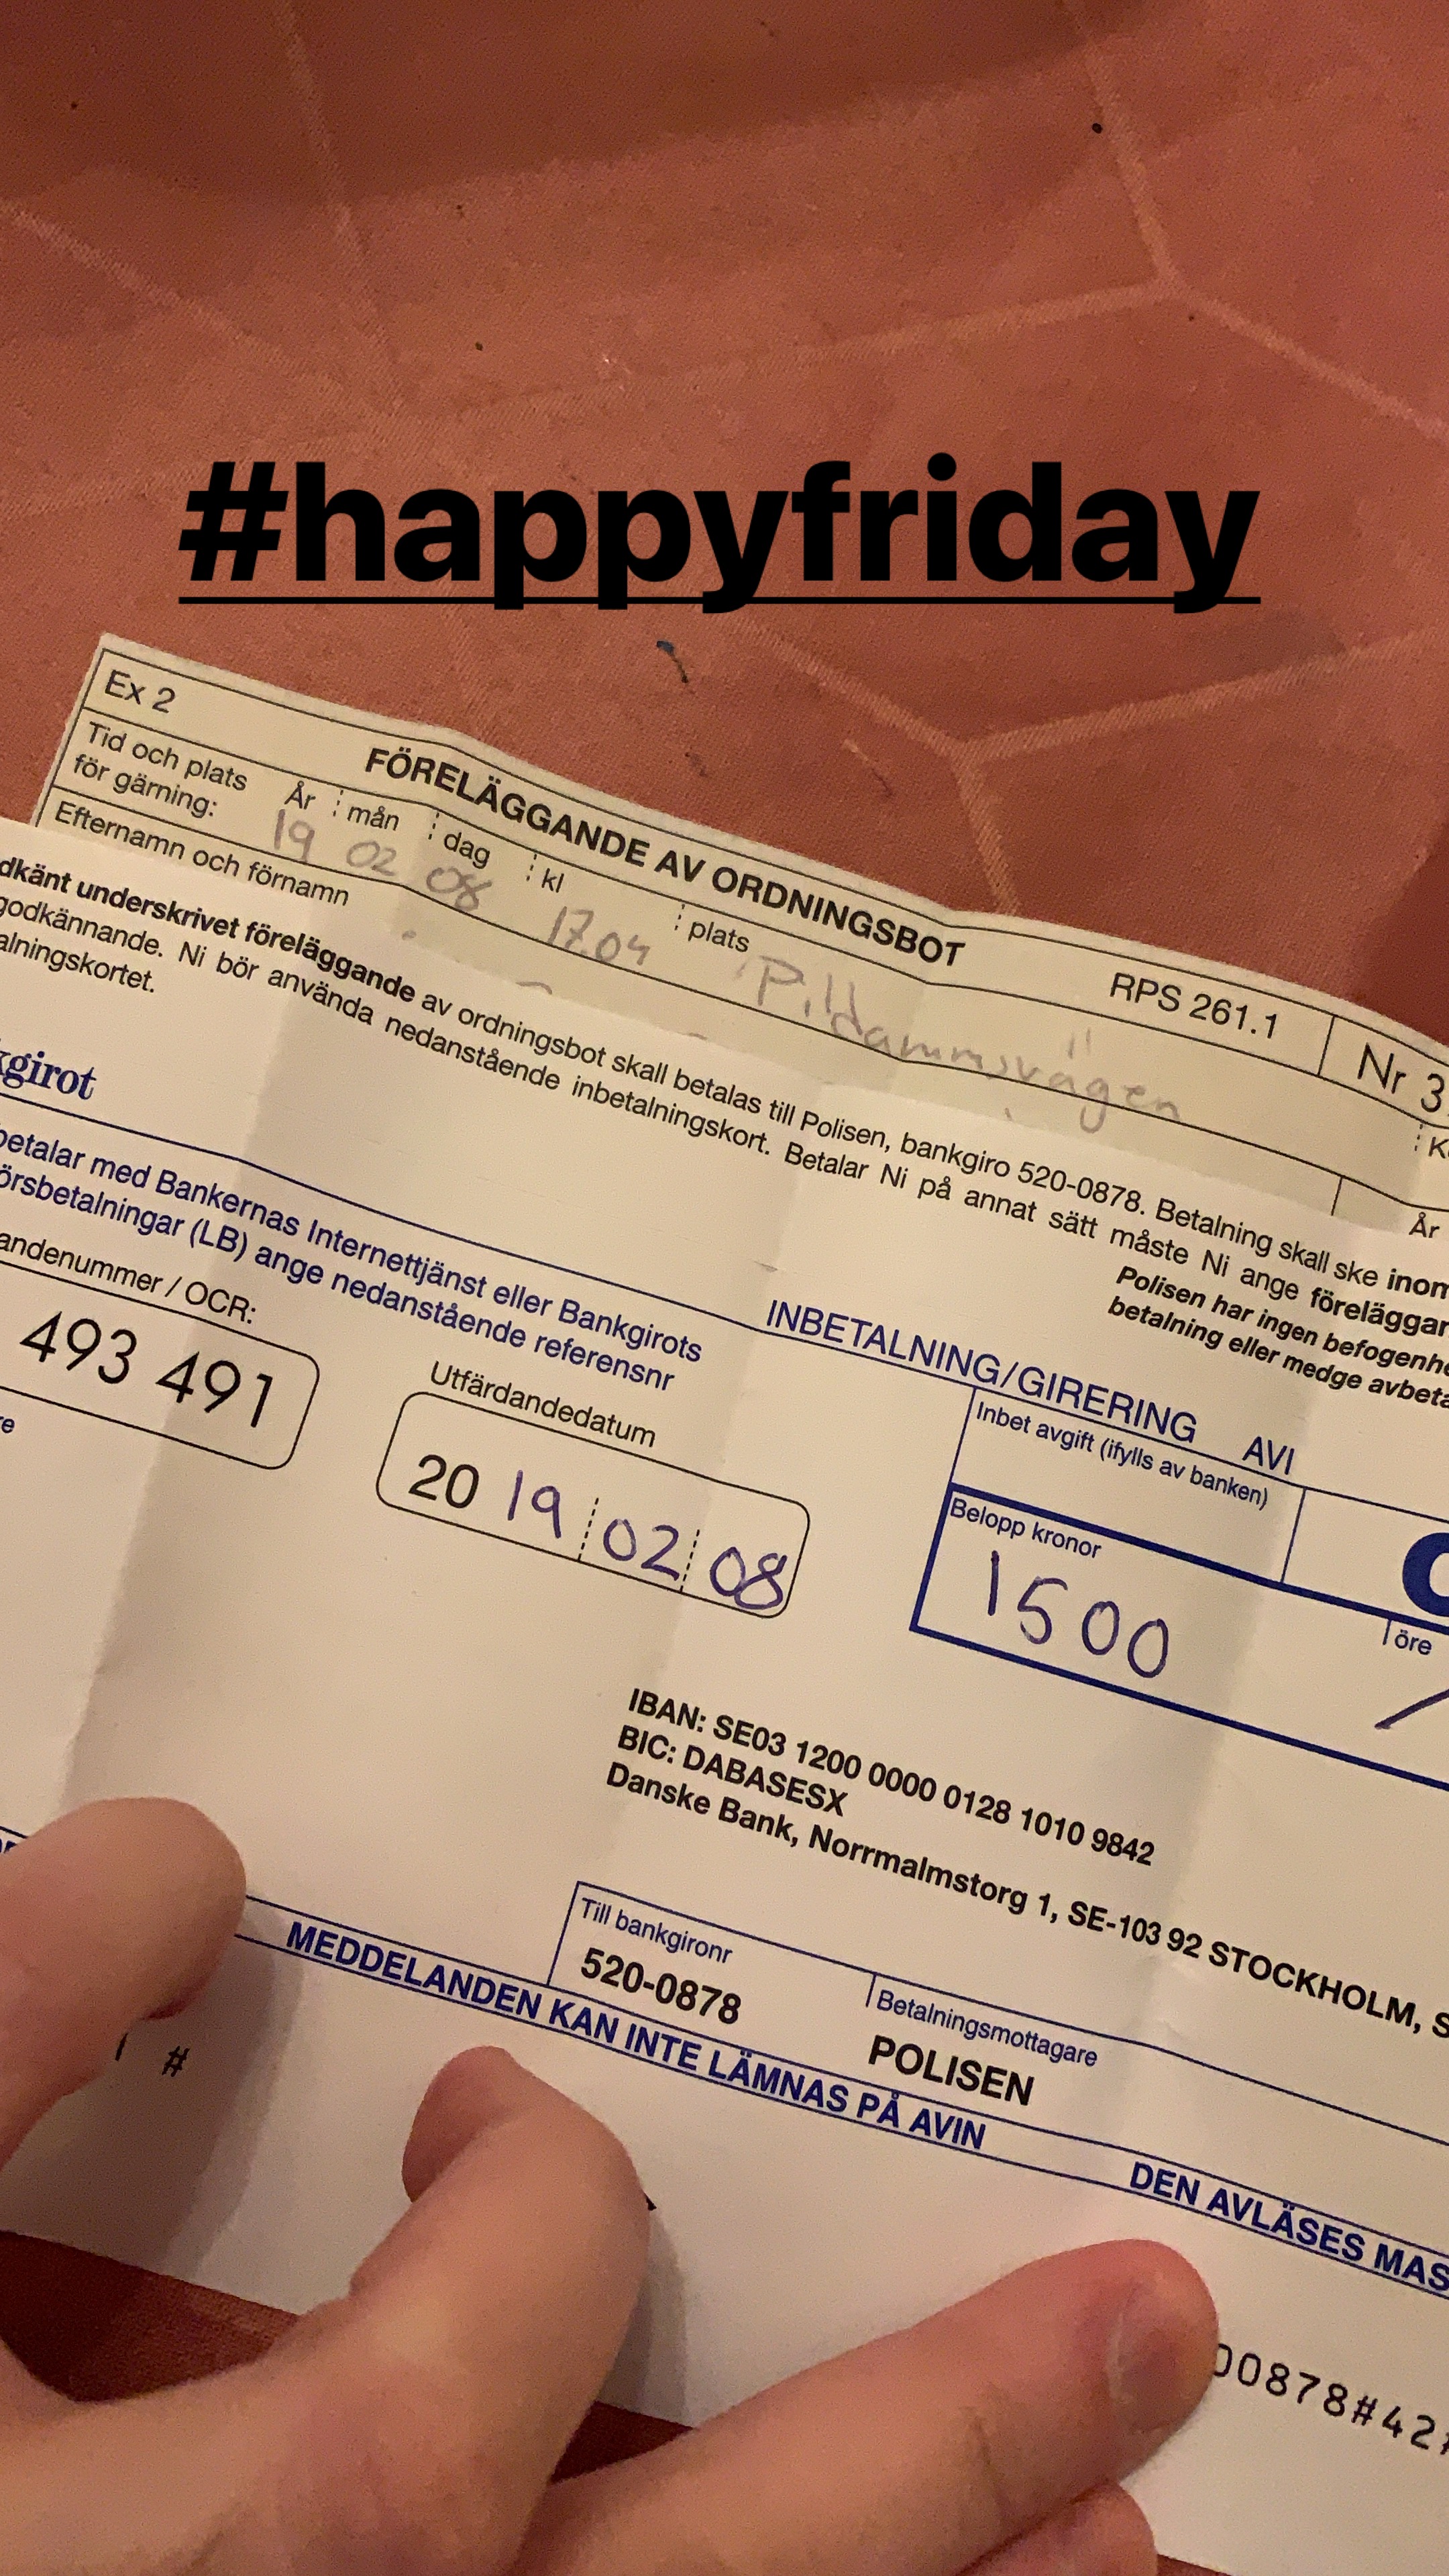 #happyfriday
Ex 2
FÖRELÄGGANDE AV ORDNINGSBOT
RPS 261.1
Nr 3
Tid och plats
för gärning:
År mån dag kl plats
19 02 08 17.04 Pildammsvägen
Efternamn och förnamn
År
dkänt underskrivet föreläggande av ordningsbot skall betalas till Polisen, bankgiro 520-0878. Betalning skall ske inom
godkännande. Ni bör använda nedanstående inbetalningskort. Betalar Ni på annat sätt måste Ni ange föreläggan
alningskortet.
Polisen har ingen befogenhe
betalning eller medge avbeta
kgirot
INBETALNING/GIRERING AVI
betalar med Bankernas Internettjänst eller Bankgirots
örsbetalningar (LB) ange nedanstående referensnr
andenummer / OCR:
493 491
Utfärdandedatum
20 19 02 08
Inbet avgift (ifylls av banken)
Belopp kronor
1500
öre
IBAN: SE03 1200 0000 0128 1010 9842
BIC: DABASESX
Danske Bank, Norrmalmstorg 1, SE-103 92 STOCKHOLM, S
Till bankgironr
520-0878
Betalningsmottagare
POLISEN
MEDDELANDEN KAN INTE LÄMNAS PÅ AVIN
DEN AVLÄSES MAS
#
00878#42#